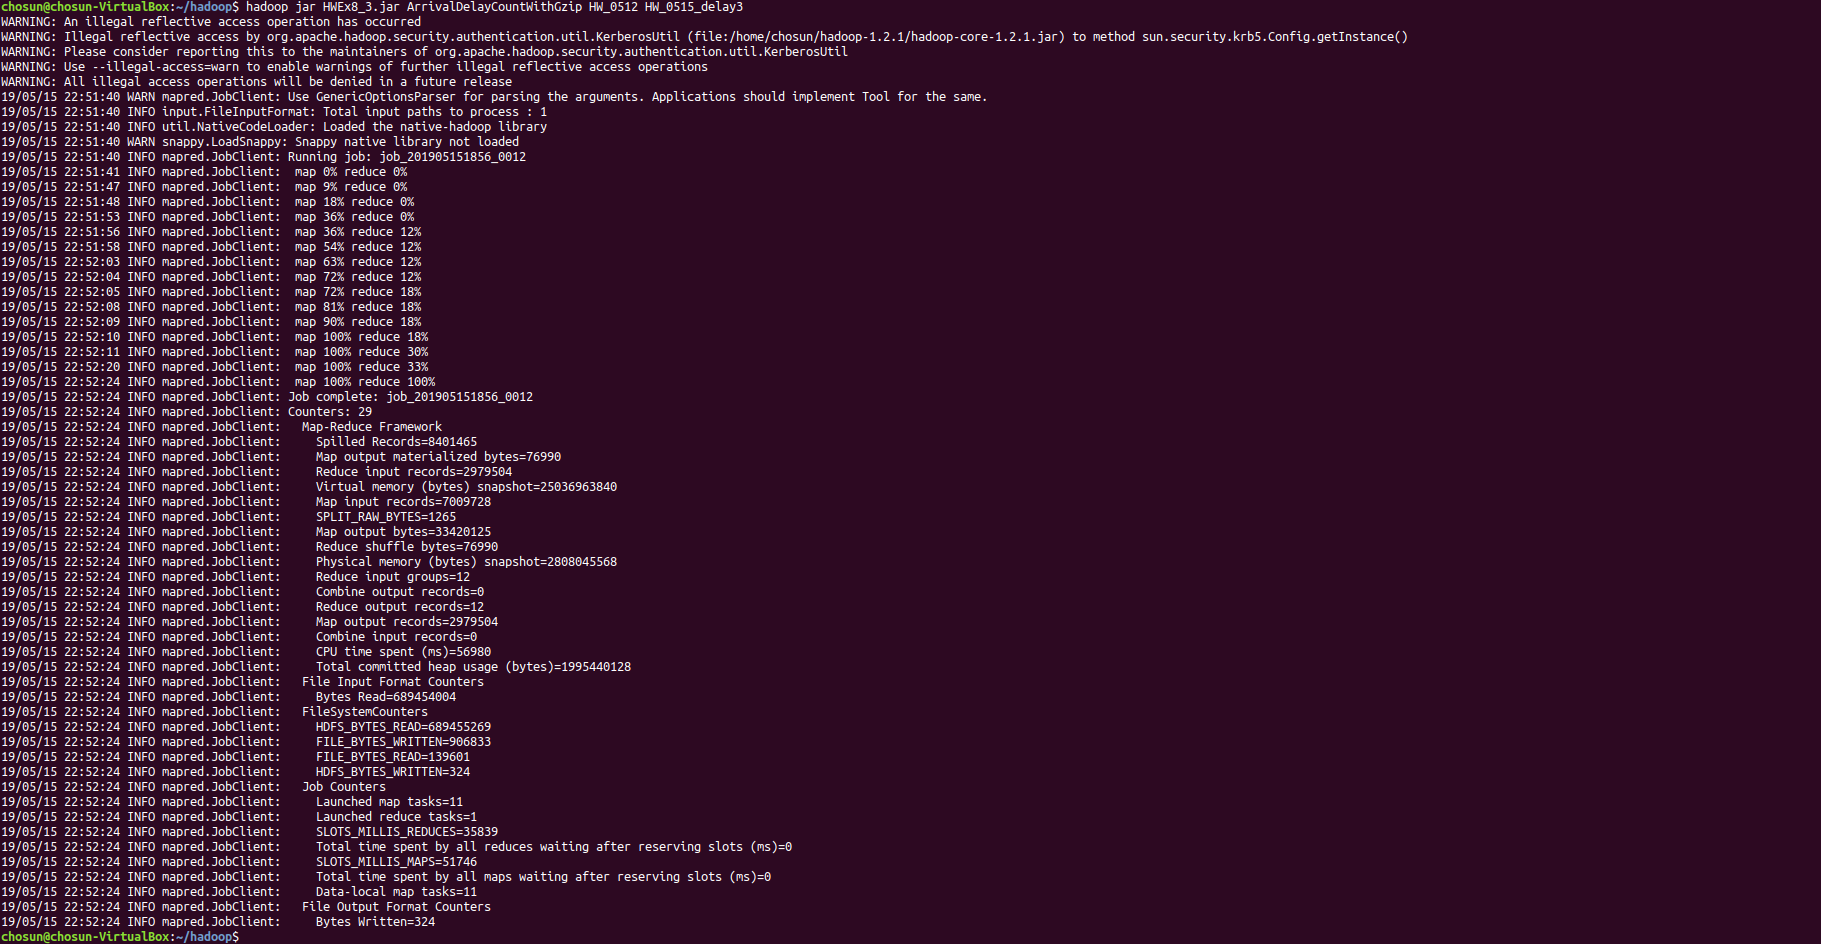 chosun@chosun-VirtualBox:~/hadoop$ hadoop jar HWEx8_3.jar ArrivalDelayCountWithGzip HW_0512 HW_0515_delay3
WARNING: An illegal reflective access operation has occurred
WARNING: Illegal reflective access by org.apache.hadoop.security.authentication.util.KerberosUtil (file:/home/chosun/hadoop-1.2.1/hadoop-core-1.2.1.jar) to method sun.security.krb5.Config.getInstance()
WARNING: Please consider reporting this to the maintainers of org.apache.hadoop.security.authentication.util.KerberosUtil
WARNING: Use --illegal-access=warn to enable warnings of further illegal reflective access operations
WARNING: All illegal access operations will be denied in a future release
19/05/15 22:51:40 WARN mapred.JobClient: Use GenericOptionsParser for parsing the arguments. Applications should implement Tool for the same.
19/05/15 22:51:40 INFO input.FileInputFormat: Total input paths to process : 1
19/05/15 22:51:40 INFO util.NativeCodeLoader: Loaded the native-hadoop library
19/05/15 22:51:40 WARN snappy.LoadSnappy: Snappy native library not loaded
19/05/15 22:51:40 INFO mapred.JobClient: Running job: job_201905151856_0012
19/05/15 22:51:41 INFO mapred.JobClient:  map 0% reduce 0%
19/05/15 22:51:47 INFO mapred.JobClient:  map 9% reduce 0%
19/05/15 22:51:48 INFO mapred.JobClient:  map 18% reduce 0%
19/05/15 22:51:53 INFO mapred.JobClient:  map 36% reduce 0%
19/05/15 22:51:56 INFO mapred.JobClient:  map 36% reduce 12%
19/05/15 22:51:58 INFO mapred.JobClient:  map 54% reduce 12%
19/05/15 22:52:03 INFO mapred.JobClient:  map 63% reduce 12%
19/05/15 22:52:04 INFO mapred.JobClient:  map 72% reduce 12%
19/05/15 22:52:05 INFO mapred.JobClient:  map 72% reduce 18%
19/05/15 22:52:08 INFO mapred.JobClient:  map 81% reduce 18%
19/05/15 22:52:09 INFO mapred.JobClient:  map 90% reduce 18%
19/05/15 22:52:10 INFO mapred.JobClient:  map 100% reduce 18%
19/05/15 22:52:11 INFO mapred.JobClient:  map 100% reduce 30%
19/05/15 22:52:20 INFO mapred.JobClient:  map 100% reduce 33%
19/05/15 22:52:24 INFO mapred.JobClient:  map 100% reduce 100%
19/05/15 22:52:24 INFO mapred.JobClient: Job complete: job_201905151856_0012
19/05/15 22:52:24 INFO mapred.JobClient: Counters: 29
19/05/15 22:52:24 INFO mapred.JobClient:   Map-Reduce Framework
19/05/15 22:52:24 INFO mapred.JobClient:     Spilled Records=8401465
19/05/15 22:52:24 INFO mapred.JobClient:     Map output materialized bytes=76990
19/05/15 22:52:24 INFO mapred.JobClient:     Reduce input records=2979504
19/05/15 22:52:24 INFO mapred.JobClient:     Virtual memory (bytes) snapshot=25036963840
19/05/15 22:52:24 INFO mapred.JobClient:     Map input records=7009728
19/05/15 22:52:24 INFO mapred.JobClient:     SPLIT_RAW_BYTES=1265
19/05/15 22:52:24 INFO mapred.JobClient:     Map output bytes=33420125
19/05/15 22:52:24 INFO mapred.JobClient:     Reduce shuffle bytes=76990
19/05/15 22:52:24 INFO mapred.JobClient:     Physical memory (bytes) snapshot=2808045568
19/05/15 22:52:24 INFO mapred.JobClient:     Reduce input groups=12
19/05/15 22:52:24 INFO mapred.JobClient:     Combine output records=0
19/05/15 22:52:24 INFO mapred.JobClient:     Reduce output records=12
19/05/15 22:52:24 INFO mapred.JobClient:     Map output records=2979504
19/05/15 22:52:24 INFO mapred.JobClient:     Combine input records=0
19/05/15 22:52:24 INFO mapred.JobClient:     CPU time spent (ms)=56980
19/05/15 22:52:24 INFO mapred.JobClient:     Total committed heap usage (bytes)=1995440128
19/05/15 22:52:24 INFO mapred.JobClient:   File Input Format Counters
19/05/15 22:52:24 INFO mapred.JobClient:     Bytes Read=689454004
19/05/15 22:52:24 INFO mapred.JobClient:   FileSystemCounters
19/05/15 22:52:24 INFO mapred.JobClient:     HDFS_BYTES_READ=689455269
19/05/15 22:52:24 INFO mapred.JobClient:     FILE_BYTES_WRITTEN=906833
19/05/15 22:52:24 INFO mapred.JobClient:     FILE_BYTES_READ=139601
19/05/15 22:52:24 INFO mapred.JobClient:     HDFS_BYTES_WRITTEN=324
19/05/15 22:52:24 INFO mapred.JobClient:   Job Counters
19/05/15 22:52:24 INFO mapred.JobClient:     Launched map tasks=11
19/05/15 22:52:24 INFO mapred.JobClient:     Launched reduce tasks=1
19/05/15 22:52:24 INFO mapred.JobClient:     SLOTS_MILLIS_REDUCES=35839
19/05/15 22:52:24 INFO mapred.JobClient:     Total time spent by all reduces waiting after reserving slots (ms)=0
19/05/15 22:52:24 INFO mapred.JobClient:     SLOTS_MILLIS_MAPS=51746
19/05/15 22:52:24 INFO mapred.JobClient:     Total time spent by all maps waiting after reserving slots (ms)=0
19/05/15 22:52:24 INFO mapred.JobClient:     Data-local map tasks=11
19/05/15 22:52:24 INFO mapred.JobClient:   File Output Format Counters
19/05/15 22:52:24 INFO mapred.JobClient:     Bytes Written=324
chosun@chosun-VirtualBox:~/hadoop$